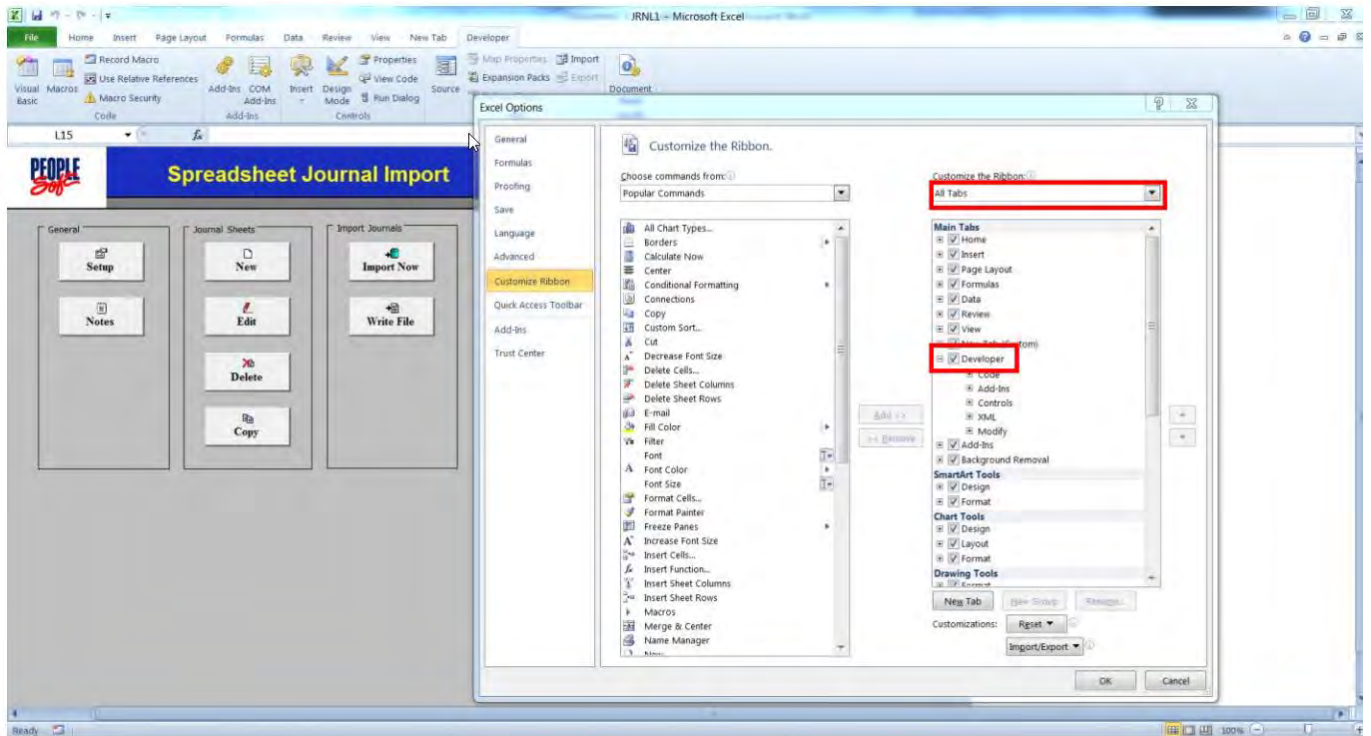 JRNL1 - Microsoft Excel
File Home Insert Page Layout Formulas Data Review View New Tab Developer
Visual Basic
Macros
Record Macro
Use Relative References
Macro Security
Code
Add-Ins
COM Add-Ins
Add-Ins
Insert
Design Mode
Properties
View Code
Run Dialog
Controls
Source
Map Properties
Expansion Packs
Import
Export
Document
L15
fx
PEOPLE Soft
Spreadsheet Journal Import
General
Setup
Notes
Journal Sheets
New
Edit
Delete
Copy
Import Journals
Import Now
Write File
Excel Options
General
Formulas
Proofing
Save
Language
Advanced
Customize Ribbon
Quick Access Toolbar
Add-Ins
Trust Center
Customize the Ribbon.
Choose commands from:
Popular Commands
All Chart Types...
Borders
Calculate Now
Center
Conditional Formatting
Connections
Copy
Custom Sort...
Cut
Decrease Font Size
Delete Cells...
Delete Sheet Columns
Delete Sheet Rows
E-mail
Fill Color
Filter
Font
Font Color
Font Size
Format Cells...
Format Painter
Freeze Panes
Increase Font Size
Insert Cells...
Insert Function...
Insert Sheet Columns
Insert Sheet Rows
Macros
Merge & Center
Name Manager
Add >>
<< Remove
Customize the Ribbon:
All Tabs
Main Tabs
Home
Insert
Page Layout
Formulas
Data
Review
View
New Tab (Custom)
Developer
Code
Add-Ins
Controls
XML
Modify
Add-Ins
Background Removal
SmartArt Tools
Design
Format
Chart Tools
Design
Layout
Format
Drawing Tools
Format
New Tab
New Group
Rename...
Customizations:
Reset
Import/Export
OK
Cancel
Ready
100%